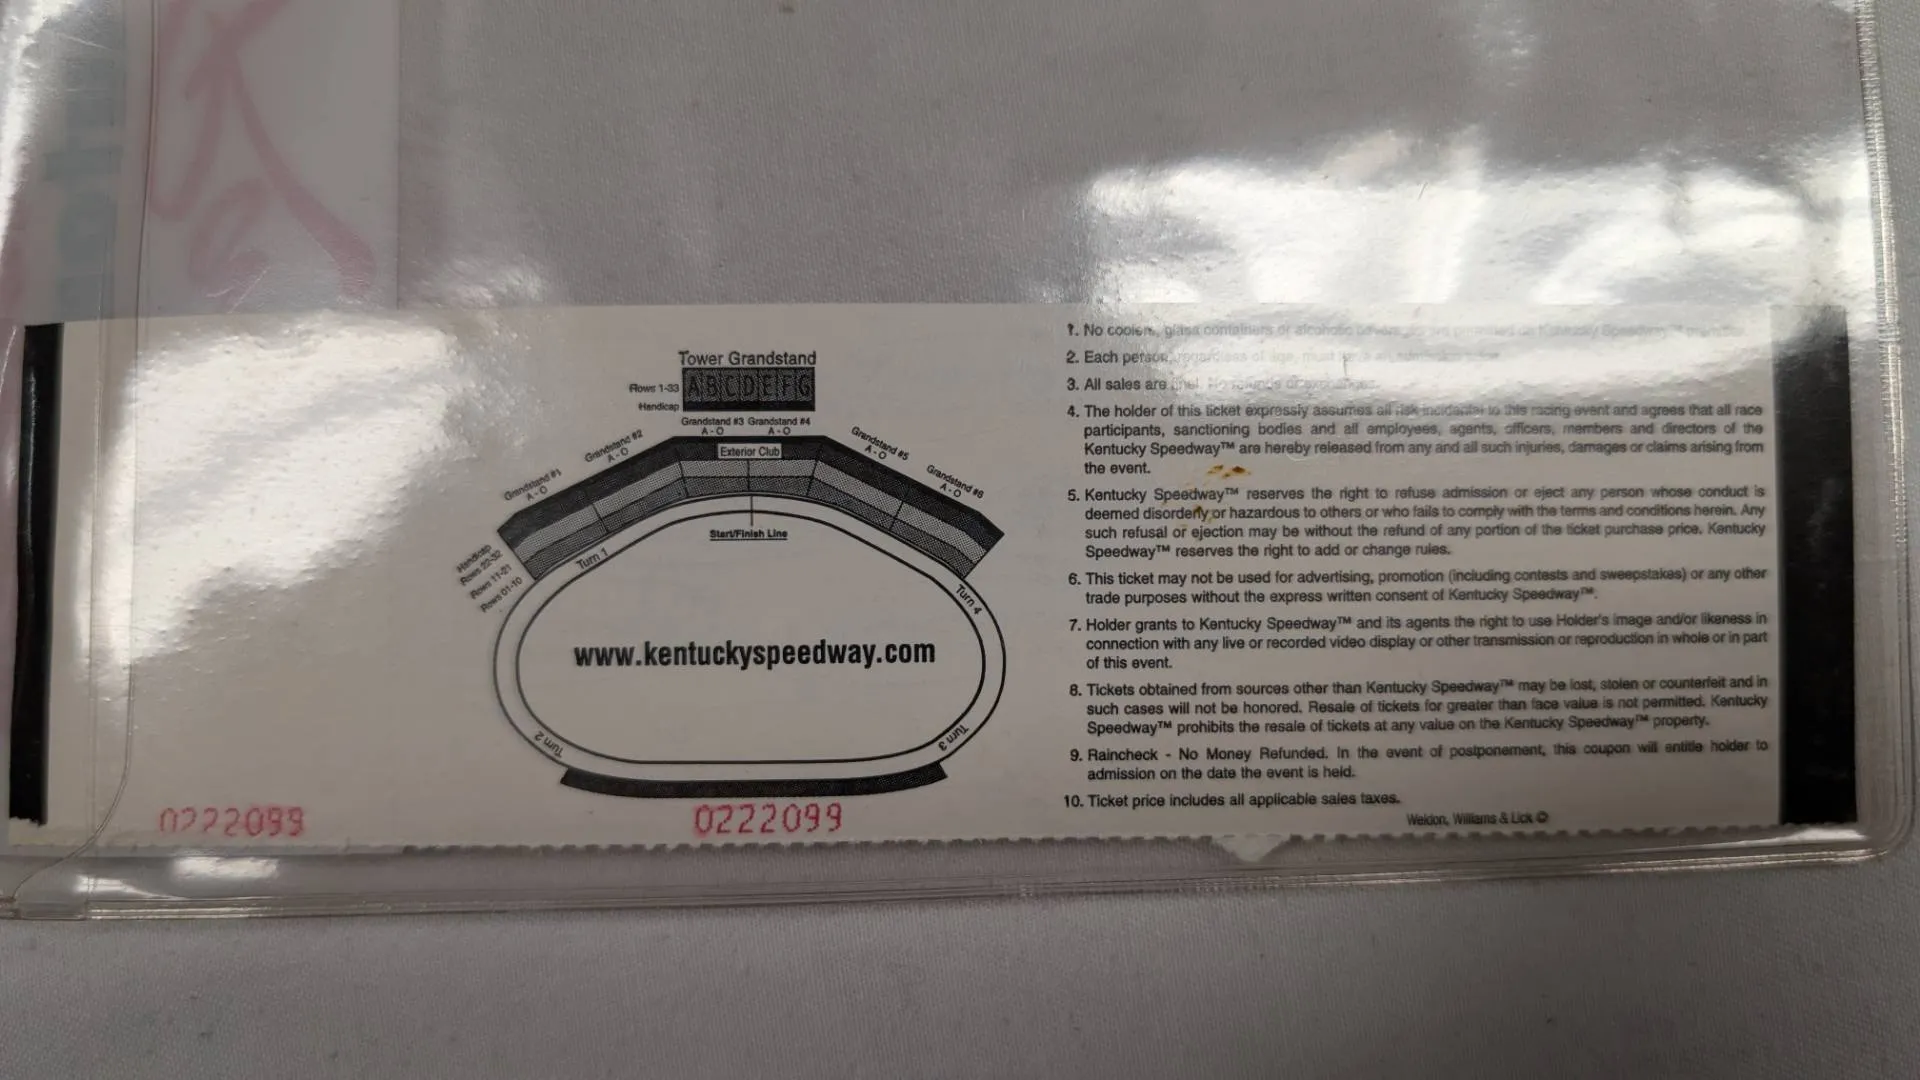 Tower Grandstand
Rows 1-33
A B C D E F G
Handicap
Grandstand #3 Grandstand #4
A - O A - O
Grandstand #2
A - O
Grandstand #5
A - O
Exterior Club
Grandstand #1
A - O
Grandstand #6
A - O
Start/Finish Line
Handicap
Rows 22-32
Rows 11-21
Rows 01-10
Turn 1
Turn 4
www.kentuckyspeedway.com
Turn 2
Turn 3
0222099
0222099
1. No coolers, glass containers or alcoholic
2. Each person, regardless of age, must
3. All sales are final. No refunds or exchanges.
4. The holder of this ticket expressly assumes all risk incidental to this racing event and agrees that all race
participants, sanctioning bodies and all employees, agents, officers, members and directors of the
Kentucky Speedway™ are hereby released from any and all such injuries, damages or claims arising from
the event.
5. Kentucky Speedway™ reserves the right to refuse admission or eject any person whose conduct is
deemed disorderly or hazardous to others or who fails to comply with the terms and conditions herein. Any
such refusal or ejection may be without the refund of any portion of the ticket purchase price. Kentucky
Speedway™ reserves the right to add or change rules.
6. This ticket may not be used for advertising, promotion (including contests and sweepstakes) or any other
trade purposes without the express written consent of Kentucky Speedway™.
7. Holder grants to Kentucky Speedway™ and its agents the right to use Holder's image and/or likeness in
connection with any live or recorded video display or other transmission or reproduction in whole or in part
of this event.
8. Tickets obtained from sources other than Kentucky Speedway™ may be lost, stolen or counterfeit and in
such cases will not be honored. Resale of tickets for greater than face value is not permitted. Kentucky
Speedway™ prohibits the resale of tickets at any value on the Kentucky Speedway™ property.
9. Raincheck - No Money Refunded. In the event of postponement, this coupon will entitle holder to
admission on the date the event is held.
10. Ticket price includes all applicable sales taxes.
Weldon, Williams & Lick ©